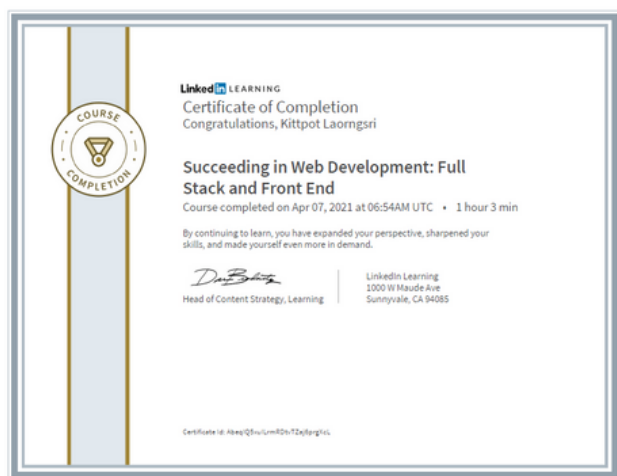 LinkedIn LEARNING
Certificate of Completion
Congratulations, Kittpot Laorngsri
COURSE
COMPLETION
Succeeding in Web Development: Full
Stack and Front End
Course completed on Apr 07, 2021 at 06:54AM UTC • 1 hour 3 min
By continuing to learn, you have expanded your perspective, sharpened your
skills, and made yourself even more in demand.
Head of Content Strategy, Learning
LinkedIn Learning
1000 W Maude Ave
Sunnyvale, CA 94085
Certificate Id: